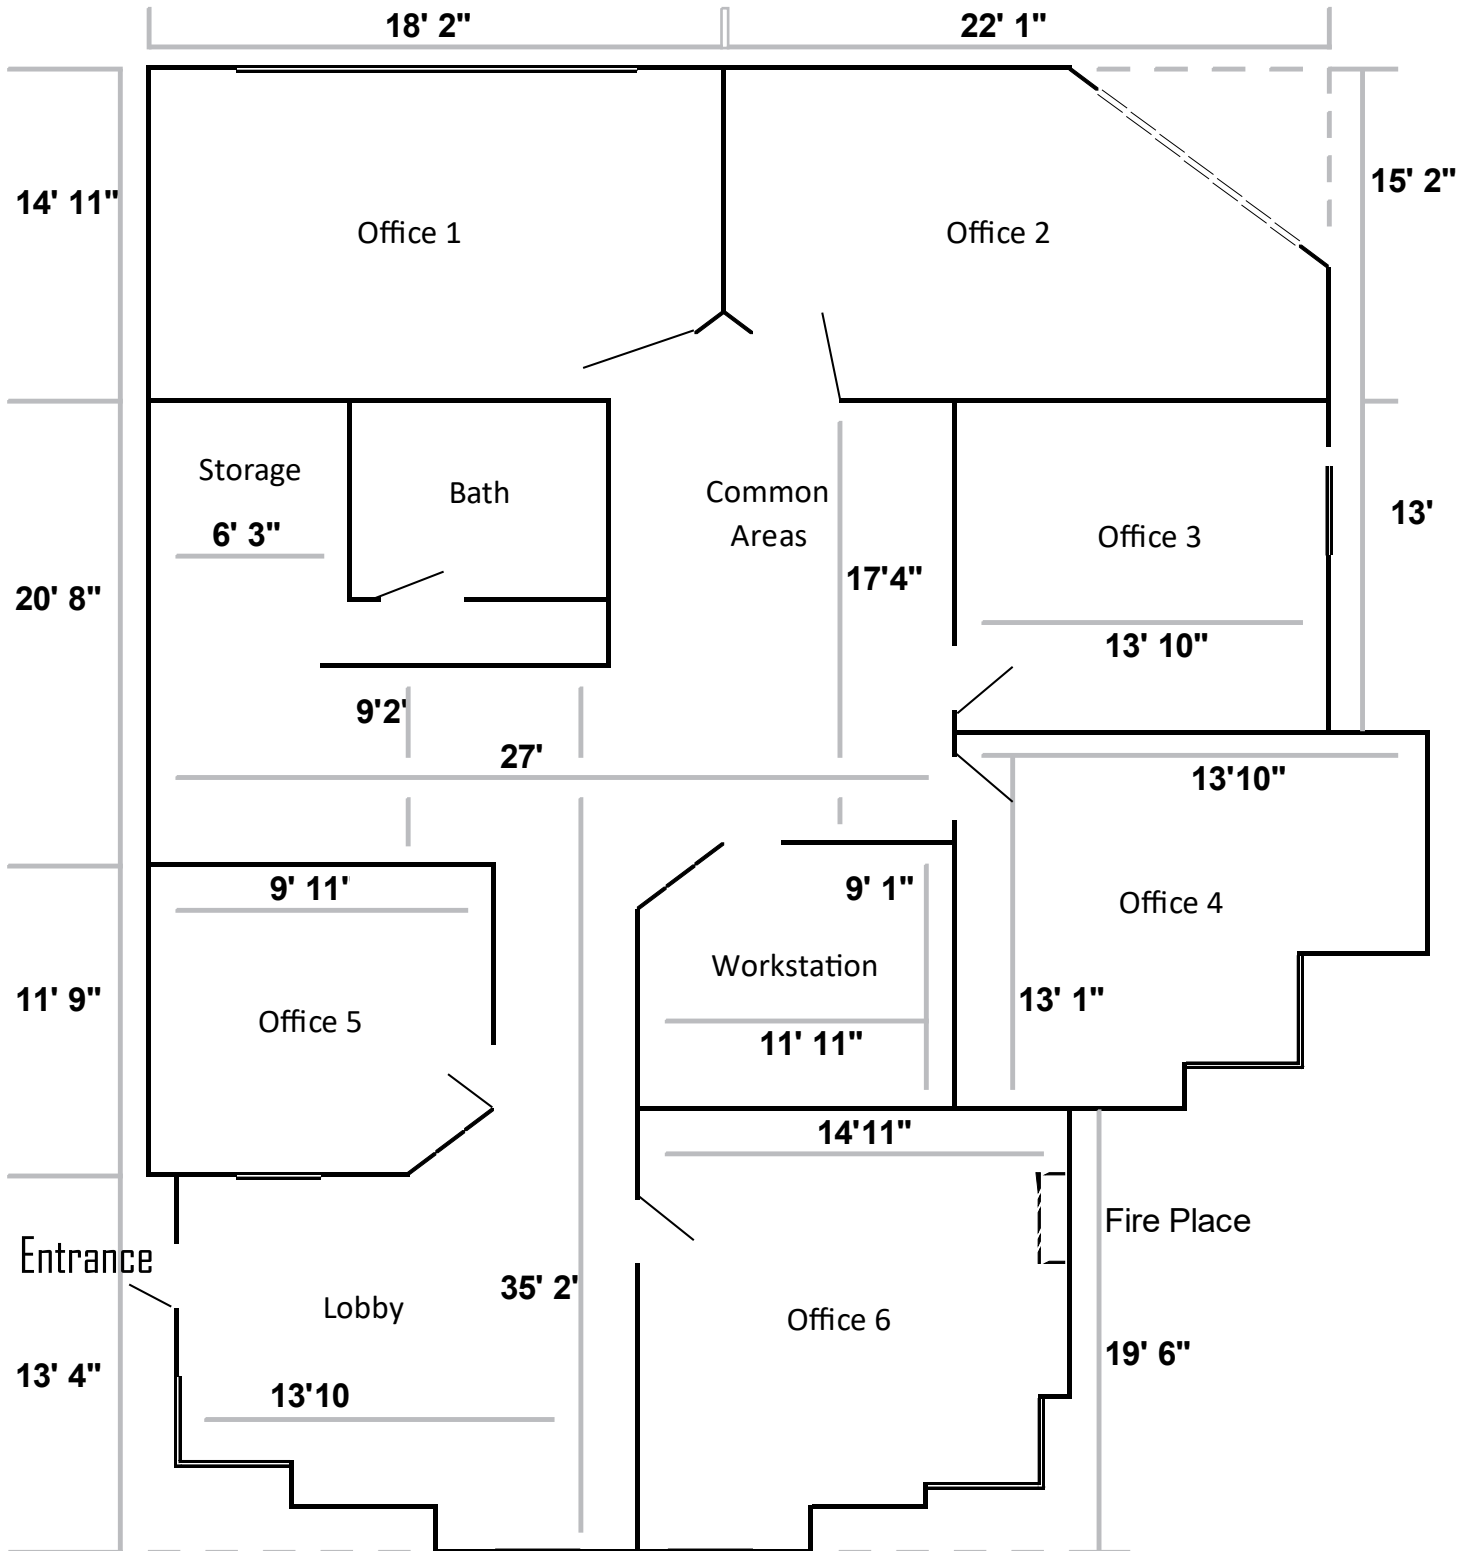 18' 2"
22' 1"
14' 11"
15' 2"
Office 1
Office 2
Storage
6' 3"
Bath
Common
Areas
17'4"
Office 3
13'
13' 10"
20' 8"
9'2'
27'
13'10"
9' 11'
9' 1"
Office 4
Workstation
11' 9"
Office 5
13' 1"
11' 11"
14'11"
Fire Place
Entrance
35' 2'
Lobby
Office 6
13' 4"
13'10
19' 6"